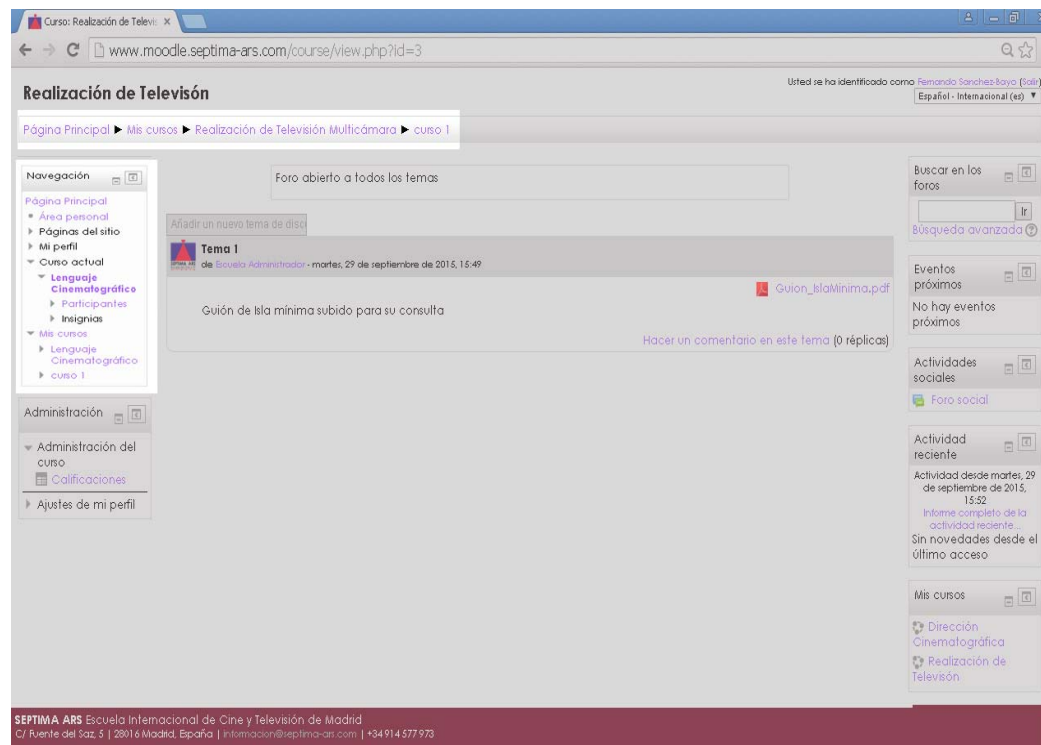 Curso: Realización de Televis
www.moodle.septima-ars.com/course/view.php?id=3
Usted se ha identificado como Fernando Sanchez-Bayo (Salir)
Realización de Televisón
Español - Internacional (es)
Página Principal ▶ Mis cursos ▶ Realización de Televisión Multicámara ▶ curso 1
Navegación
Página Principal
Área personal
Páginas del sitio
Mi perfil
Curso actual
Lenguaje
Cinematográfico
Participantes
Insignias
Mis cursos
Lenguaje
Cinematográfico
curso 1
Administración
Administración del
curso
Calificaciones
Ajustes de mi perfil
Foro abierto a todos los temas
Añadir un nuevo tema de disc
Tema 1
de Escuela Administrador - martes, 29 de septiembre de 2015, 15:49
Guion_IslaMinima.pdf
Guión de Isla mínima subido para su consulta
Hacer un comentario en este tema (0 réplicas)
Buscar en los
foros
Ir
Búsqueda avanzada
Eventos
próximos
No hay eventos
próximos
Actividades
sociales
Foro social
Actividad
reciente
Actividad desde martes, 29
de septiembre de 2015,
15:52
Informe completo de la
actividad reciente...
Sin novedades desde el
último acceso
Mis cursos
Dirección
Cinematográfica
Realización de
Televisón
SEPTIMA ARS Escuela Internacional de Cine y Televisión de Madrid
C/ Fuente del Saz, 5 | 28016 Madrid, España | informacion@septima-ars.com | +34 914 577 973